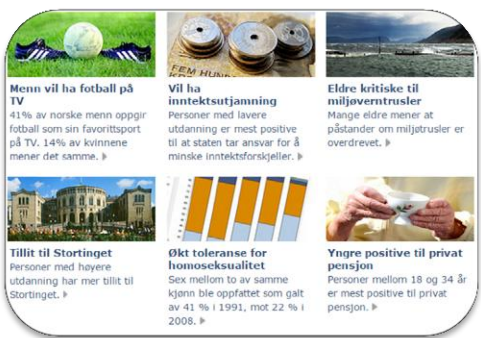 FEM HUND
Menn vil ha fotball på
TV
41% av norske menn oppgir
fotball som sin favorittsport
på TV. 14% av kvinnene
mener det samme.
Vil ha
inntektsutjamning
Personer med lavere
utdanning er mest positive
til at staten tar ansvar for å
minske inntektsforskjeller.
Eldre kritiske til
miljøverntrusler
Mange eldre mener at
påstander om miljøtrusler er
overdrevet.
Tillit til Stortinget
Personer med høyere
utdanning har mer tillit til
Stortinget.
Økt toleranse for
homoseksualitet
Sex mellom to av samme
kjønn ble oppfattet som galt
av 41 % i 1991, mot 22 % i
2008.
Yngre positive til privat
pensjon
Personer mellom 18 og 34 år
er mest positive til privat
pensjon.